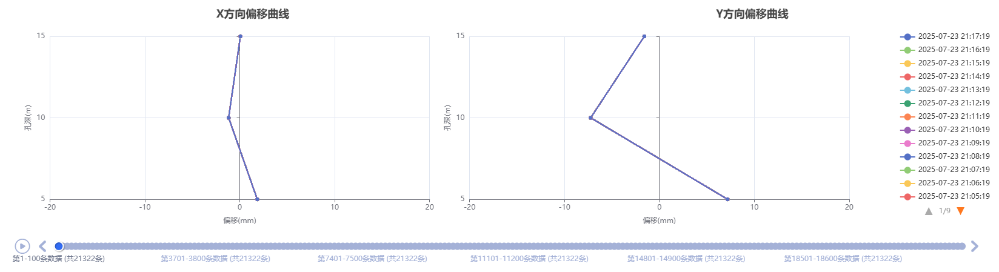 X方向偏移曲线
15
10
5
孔深(m)
-20
-10
0
10
20
偏移(mm)
Y方向偏移曲线
15
10
5
孔深(m)
-20
-10
0
10
20
偏移(mm)
2025-07-23 21:17:19
2025-07-23 21:16:19
2025-07-23 21:15:19
2025-07-23 21:14:19
2025-07-23 21:13:19
2025-07-23 21:12:19
2025-07-23 21:11:19
2025-07-23 21:10:19
2025-07-23 21:09:19
2025-07-23 21:08:19
2025-07-23 21:07:19
2025-07-23 21:06:19
2025-07-23 21:05:19
1/9
第1-100条数据 (共21322条)
第3701-3800条数据 (共21322条)
第7401-7500条数据 (共21322条)
第11101-11200条数据 (共21322条)
第14801-14900条数据 (共21322条)
第18501-18600条数据 (共21322条)